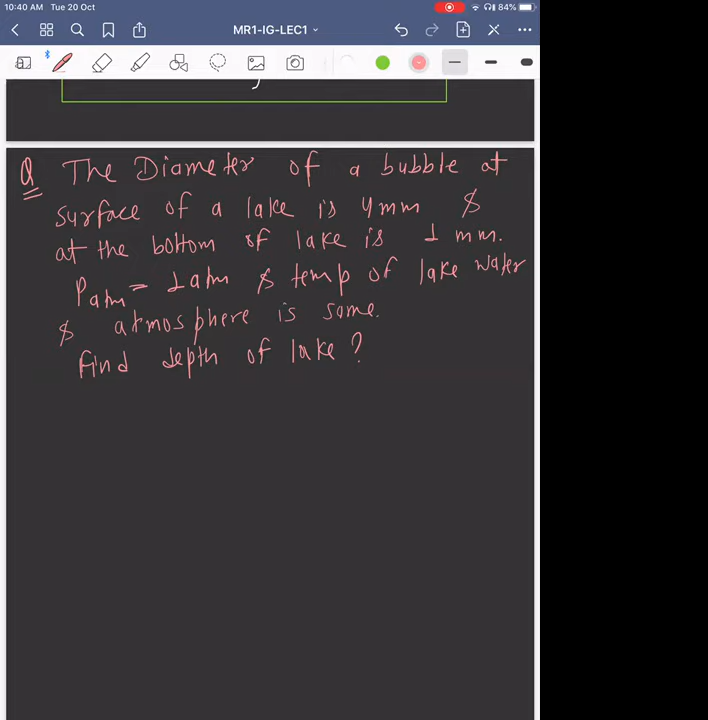 10:40 AM Tue 20 Oct
84%
MR1-IG-LEC1
Q The Diameter of a bubble at
surface of a lake is 4mm &
at the bottom of lake is 1 mm.
Patm = 1 atm & temp of lake water
& atmosphere is same.
find depth of lake?